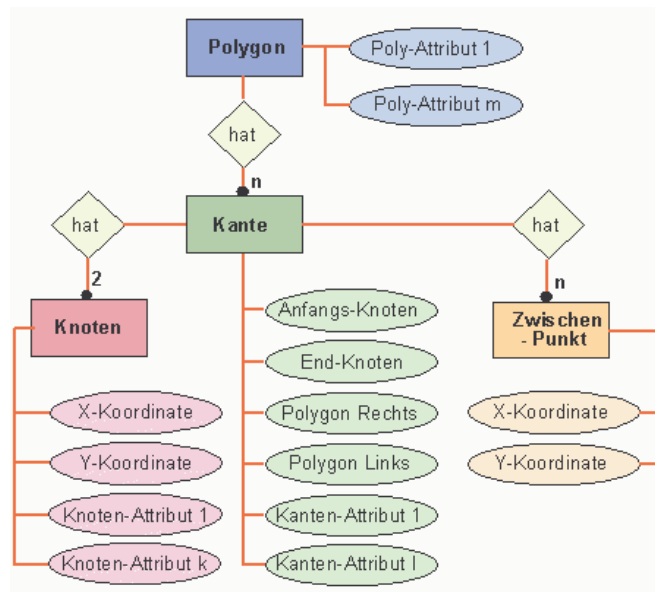 Polygon
Poly-Attribut 1
Poly-Attribut m
hat
n
hat
Kante
hat
2
n
Knoten
Anfangs-Knoten
Zwischen
- Punkt
End-Knoten
X-Koordinate
Polygon Rechts
X-Koordinate
Y-Koordinate
Polygon Links
Y-Koordinate
Knoten-Attribut 1
Kanten-Attribut 1
Knoten-Attribut k
Kanten-Attribut l